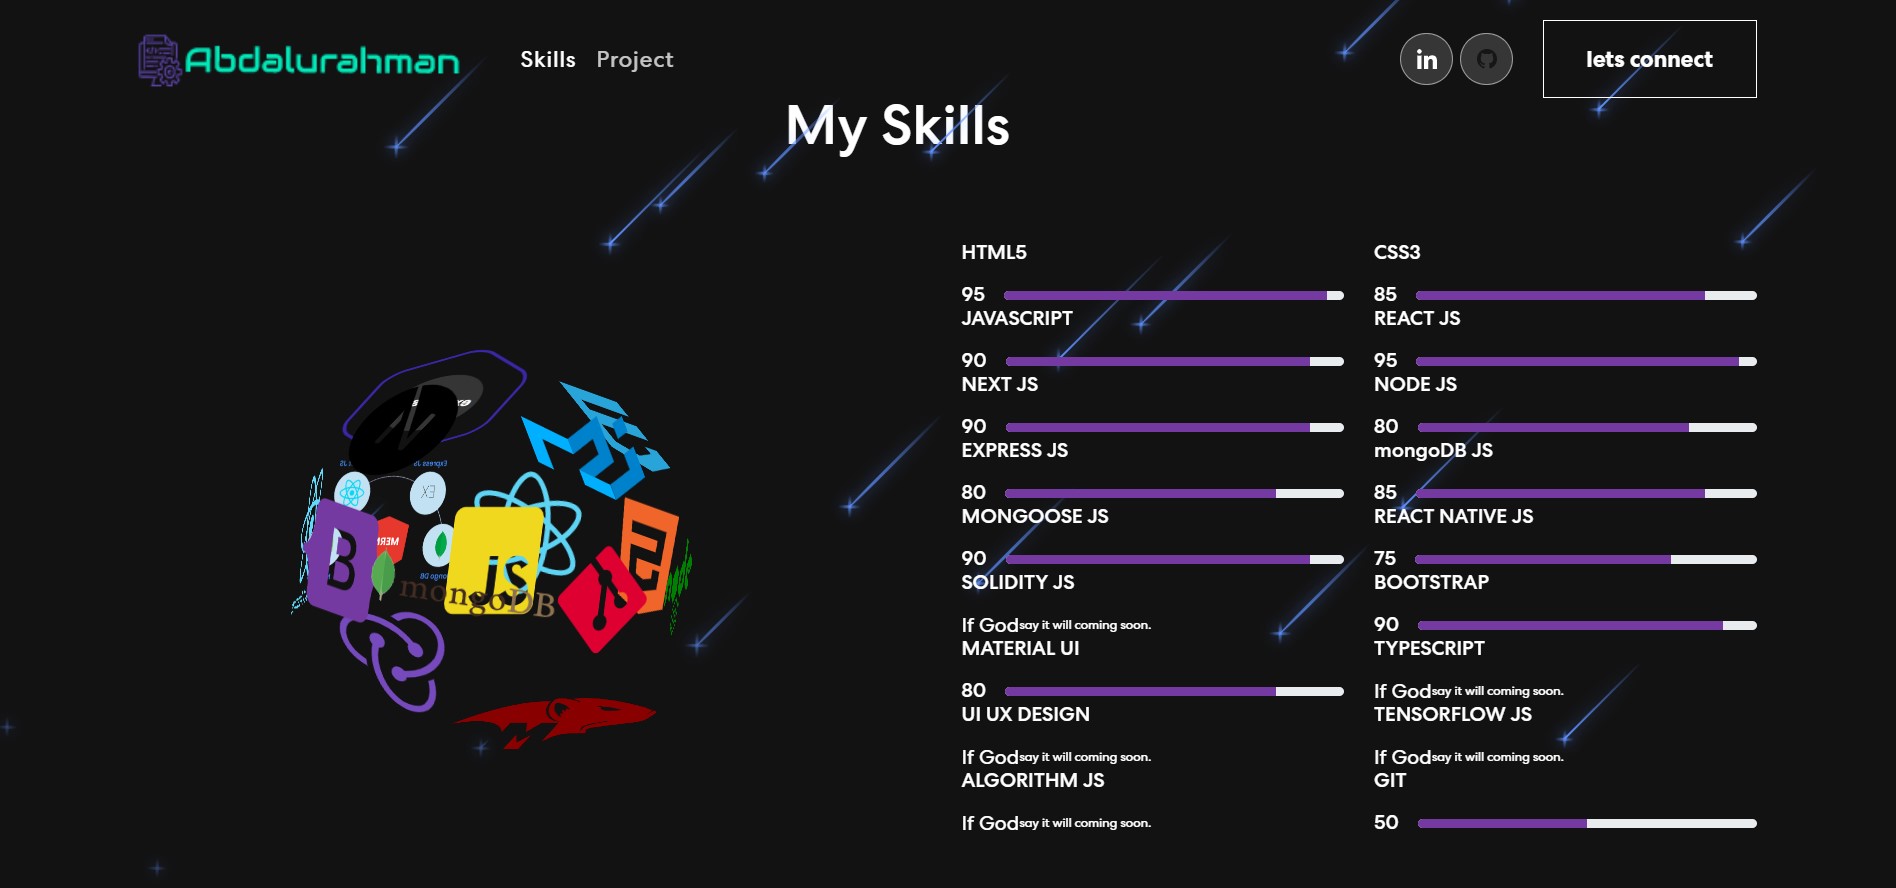 Abdalurahman
Skills Project
in
lets connect
My Skills
HTML5
95
JAVASCRIPT
90
NEXT JS
90
EXPRESS JS
80
MONGOOSE JS
90
SOLIDITY JS
If God say it will coming soon.
MATERIAL UI
80
UI UX DESIGN
If God say it will coming soon.
ALGORITHM JS
If God say it will coming soon.
CSS3
85
REACT JS
95
NODE JS
80
mongoDB JS
85
REACT NATIVE JS
75
BOOTSTRAP
90
TYPESCRIPT
If God say it will coming soon.
TENSORFLOW JS
If God say it will coming soon.
GIT
50
Express JS
EX
MERN
B
JS
mongoDB